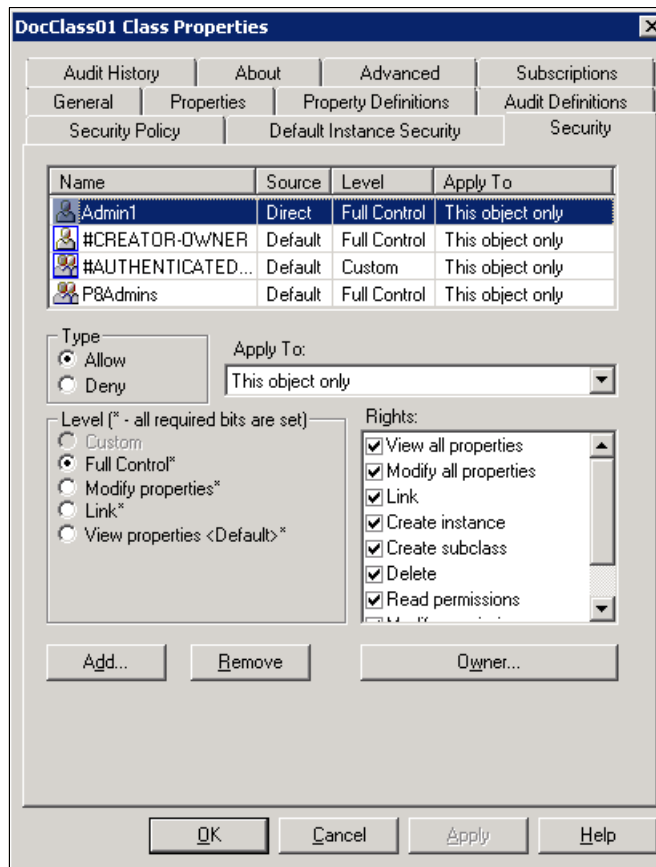 DocClass01 Class Properties
Audit History About Advanced Subscriptions
General Properties Property Definitions Audit Definitions
Security Policy Default Instance Security Security
Name Source Level Apply To
Admin1 Direct Full Control This object only
#CREATOR-OWNER Default Full Control This object only
#AUTHENTICATED... Default Custom This object only
P8Admins Default Full Control This object only
Type
Allow
Deny
Apply To:
This object only
Level (* - all required bits are set)
Custom
Full Control*
Modify properties*
Link*
View properties <Default>*
Rights:
View all properties
Modify all properties
Link
Create instance
Create subclass
Delete
Read permissions
Add... Remove Owner...
OK Cancel Apply Help